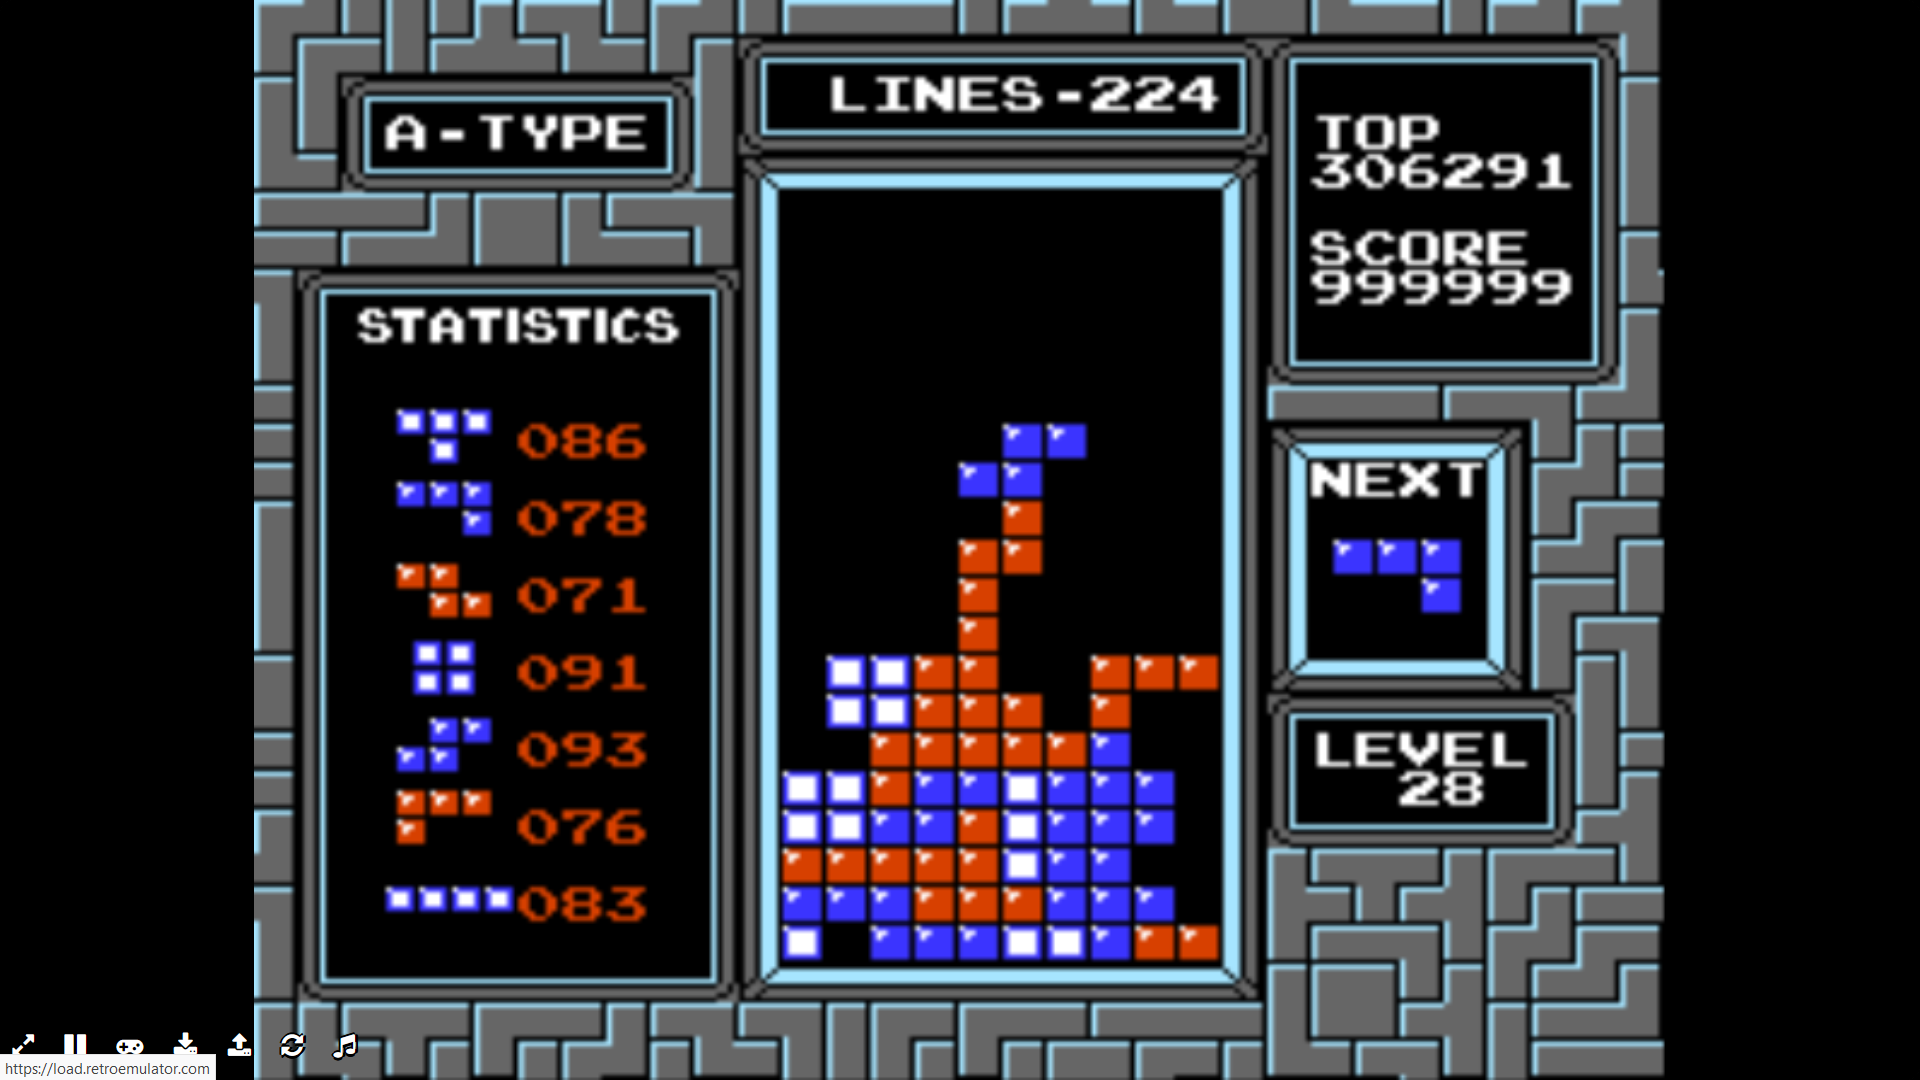 A-TYPE
LINES-224
TOP
306291
SCORE
999999
STATISTICS
086
078
071
091
093
076
083
NEXT
LEVEL
28
https://load.retroemulator.com